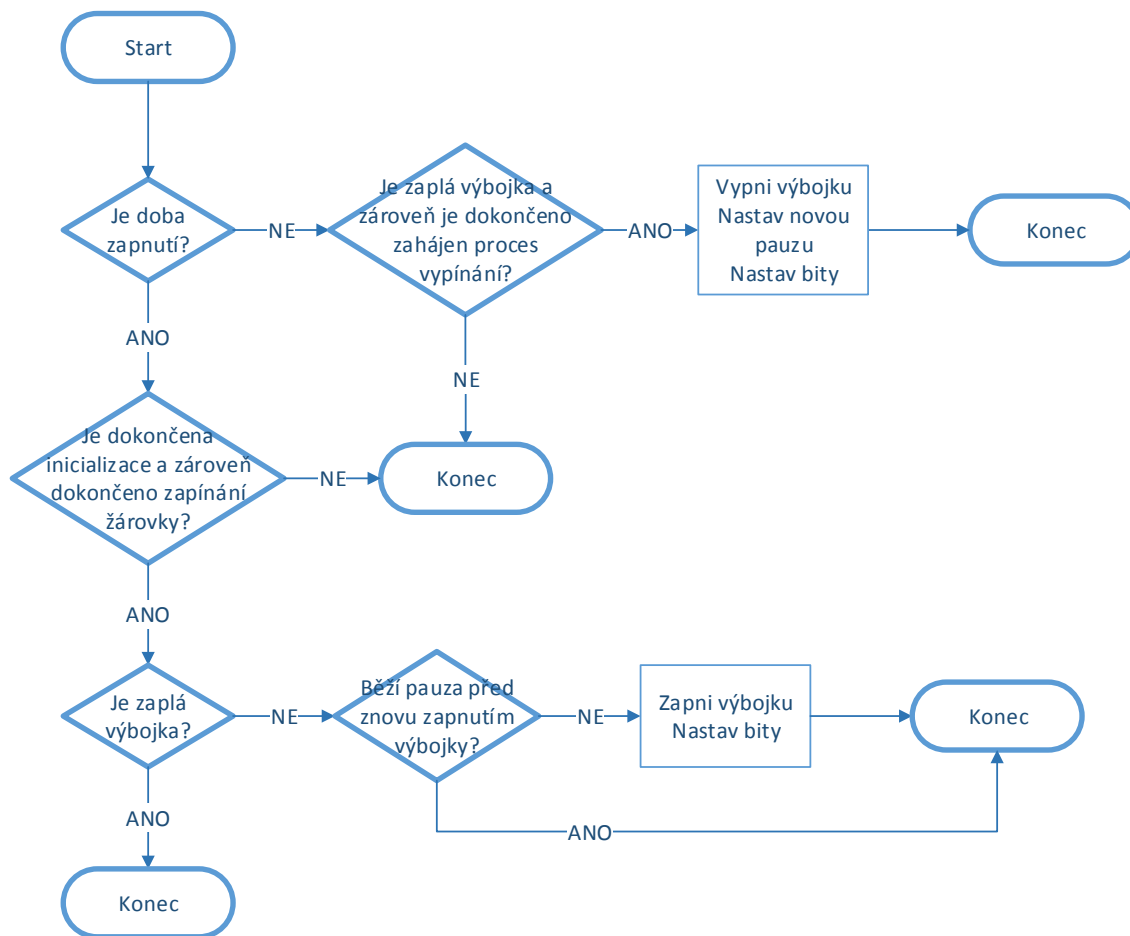 Start
Je doba
zapnutí?
NE
Je zaplá výbojka a
zároveň je dokončeno
zahájen proces
vypínání?
ANO
Vypni výbojku
Nastav novou
pauzu
Nastav bity
Konec
ANO
NE
Je dokončena
inicializace a zároveň
dokončeno zapínání
žárovky?
NE
Konec
ANO
Je zaplá
výbojka?
NE
Běží pauza před
znovu zapnutím
výbojky?
NE
Zapni výbojku
Nastav bity
Konec
ANO
ANO
Konec